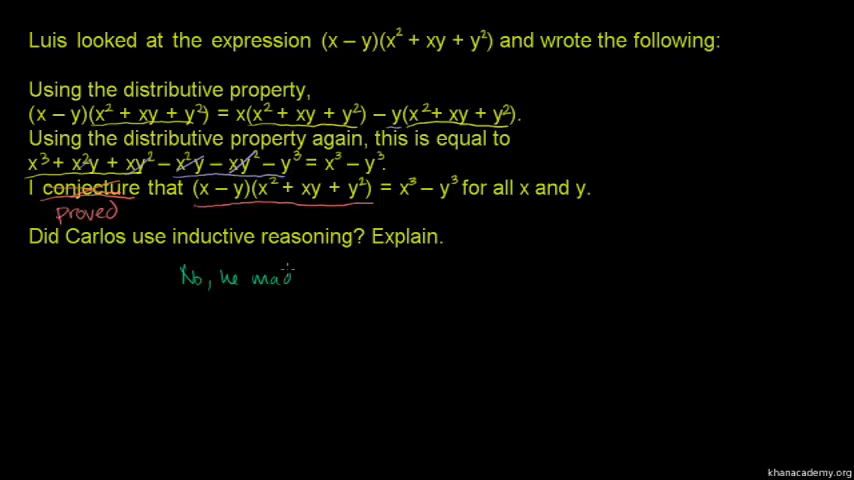 Luis looked at the expression (x – y)(x² + xy + y²) and wrote the following:
Using the distributive property,
(x – y)(x² + xy + y²) = x(x² + xy + y²) – y(x² + xy + y²).
Using the distributive property again, this is equal to
x³ + x²y + xy² – x²y – xy² – y³ = x³ – y³.
I conjecture that (x – y)(x² + xy + y²) = x³ – y³ for all x and y.
proved
Did Carlos use inductive reasoning? Explain.
No, he mad
khanacademy.org